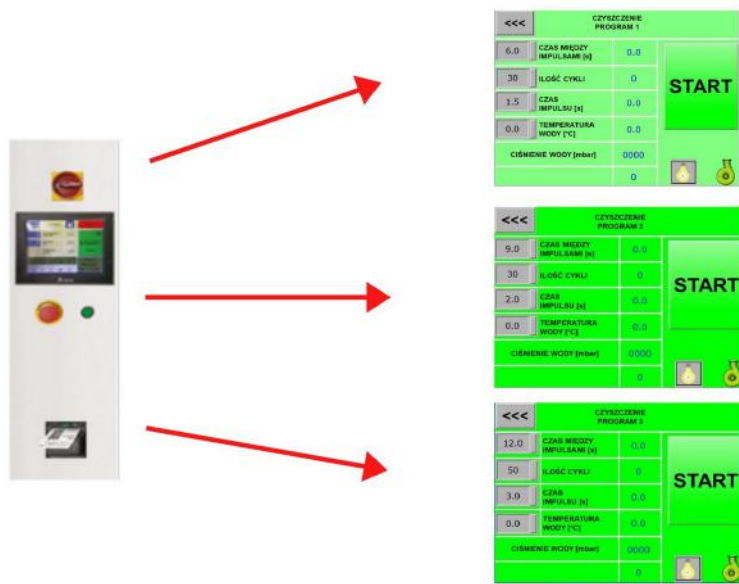 <<<
CZYSZCZENIE
PROGRAM 1
6.0 CZAS MIĘDZY
IMPULSAMI [s] 0.0
30 ILOŚĆ CYKLI 0
1.5 CZAS
IMPULSU [s] 0.0
0.0 TEMPERATURA
WODY [°C] 0.0
CIŚNIENIE WODY [mbar] 0000
0
START
<<<
CZYSZCZENIE
PROGRAM 2
9.0 CZAS MIĘDZY
IMPULSAMI [s] 0.0
30 ILOŚĆ CYKLI 0
2.0 CZAS
IMPULSU [s] 0.0
0.0 TEMPERATURA
WODY [°C] 0.0
CIŚNIENIE WODY [mbar] 0000
0
START
<<<
CZYSZCZENIE
PROGRAM 3
12.0 CZAS MIĘDZY
IMPULSAMI [s] 0.0
50 ILOŚĆ CYKLI 0
3.0 CZAS
IMPULSU [s] 0.0
0.0 TEMPERATURA
WODY [°C] 0.0
CIŚNIENIE WODY [mbar] 0000
0
START